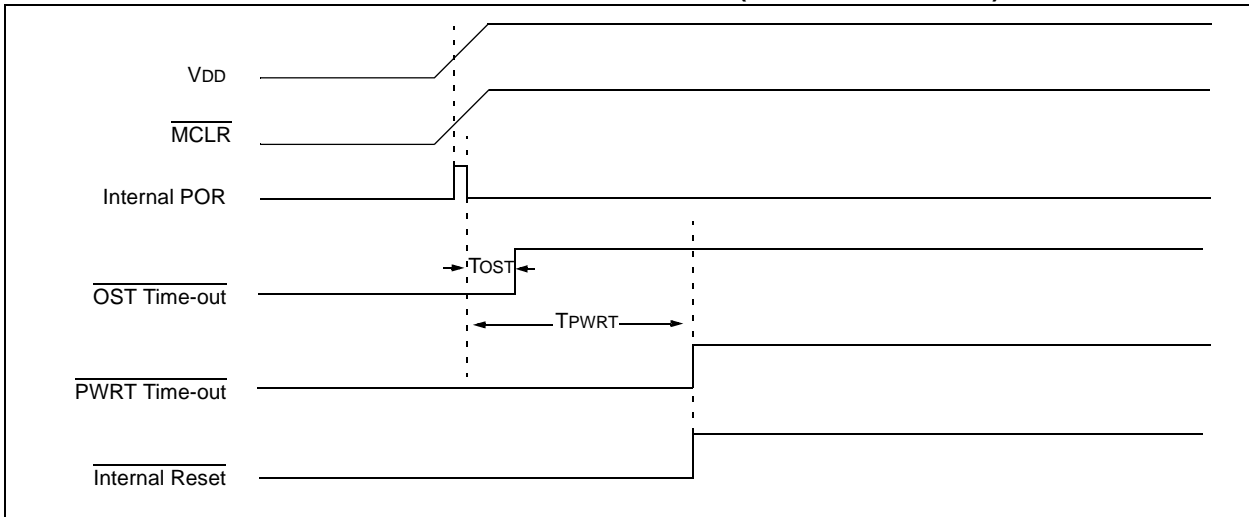 VDD
MCLR
Internal POR
TOST
OST Time-out
TPWRT
PWRT Time-out
Internal Reset